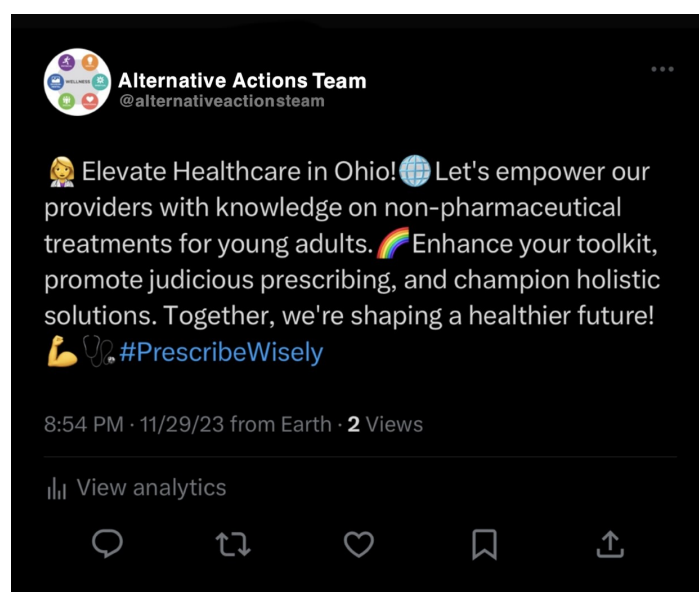 WELLNESS
Alternative Actions Team
@alternativeactionsteam
👩‍⚕️ Elevate Healthcare in Ohio!🌐 Let's empower our
providers with knowledge on non-pharmaceutical
treatments for young adults. 🌈 Enhance your toolkit,
promote judicious prescribing, and champion holistic
solutions. Together, we're shaping a healthier future!
💪🩺 #PrescribeWisely
8:54 PM · 11/29/23 from Earth · 2 Views
View analytics